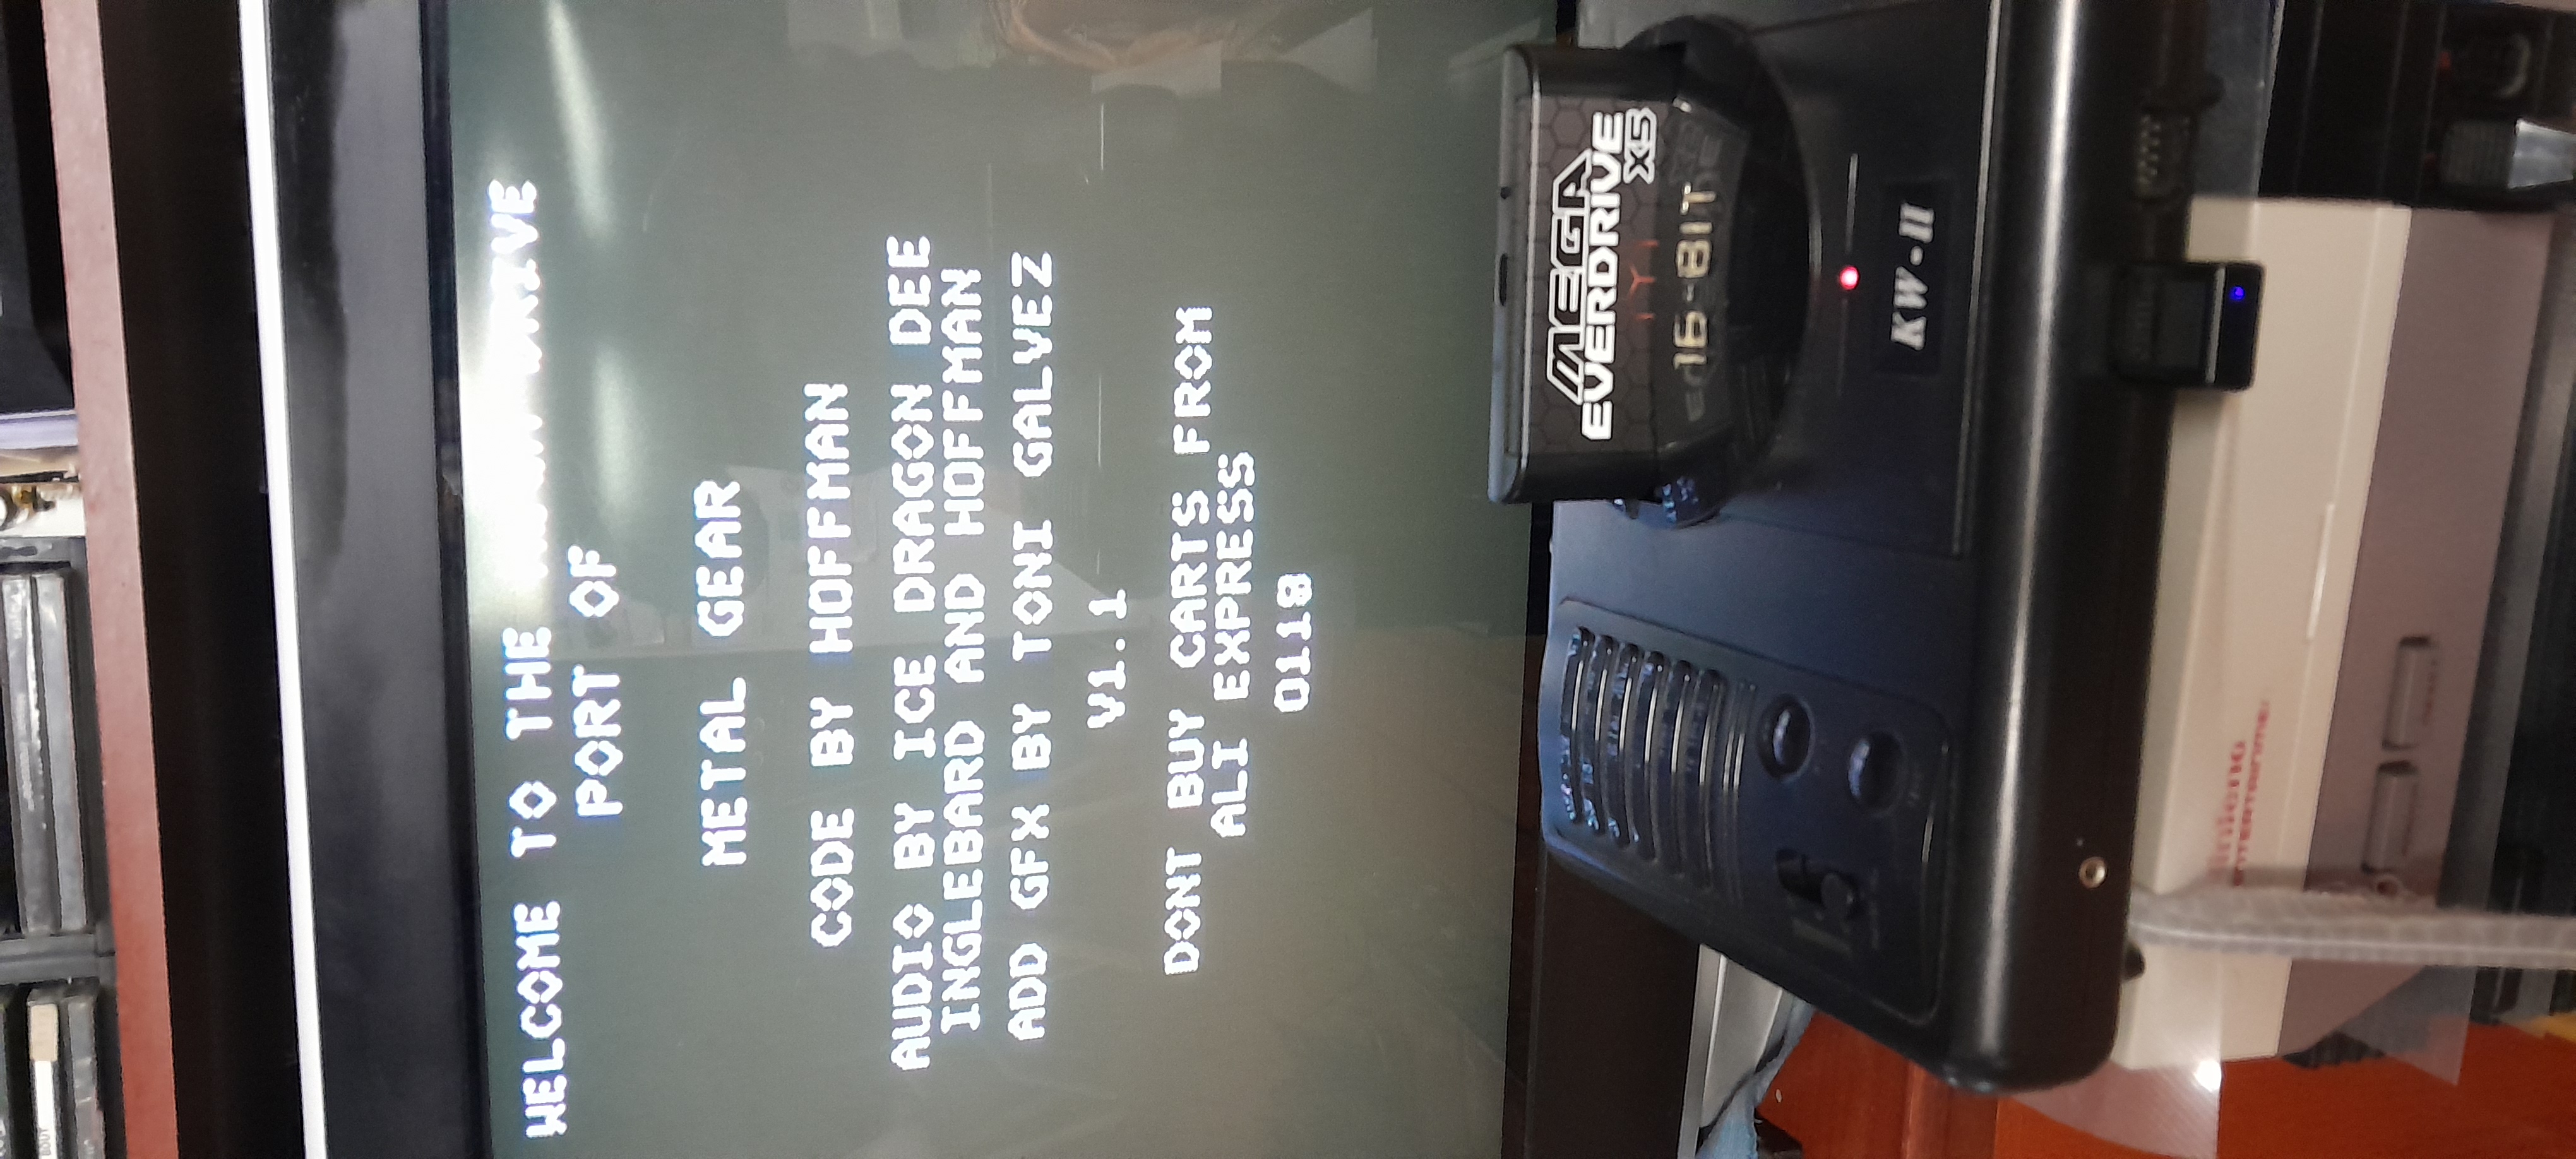 WELCOME TO THE
PORT OF
METAL GEAR
CODE BY HOFFMAN
AUDIO BY ICE DRAGON DEE
INGLEBARD AND HOFFMAN
ADD GFX BY TONI GALVEZ
V1.1
DONT BUY CARTS FROM
ALI EXPRESS
0118
MEGA
EVERDRIVE
X5
16-BIT
KW-II